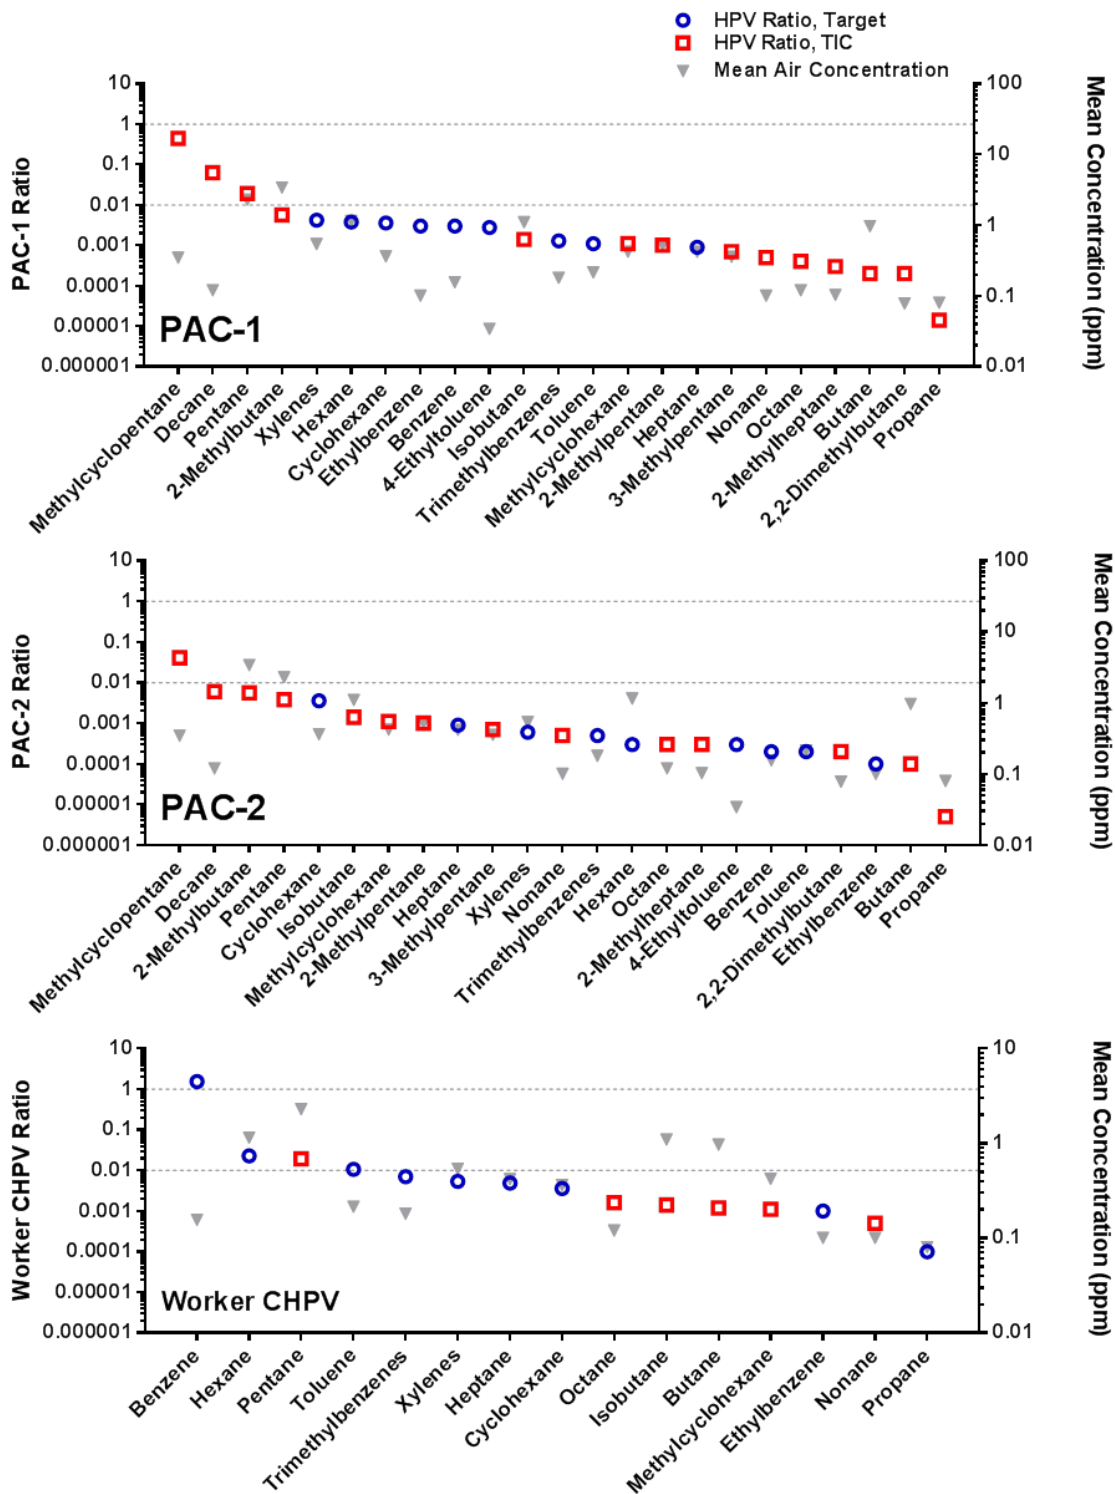 HPV Ratio, Target
HPV Ratio, TIC
Mean Air Concentration
PAC-1 Ratio
10
1
0.1
0.01
0.001
0.0001
0.00001
0.000001
PAC-1
100
10
1
0.1
0.01
Mean Concentration (ppm)
Methylcyclopentane
Decane
Pentane
2-Methylbutane
Xylenes
Hexane
Cyclohexane
Ethylbenzene
Benzene
4-Ethyltoluene
Isobutane
Trimethylbenzenes
Toluene
Methylcyclohexane
2-Methylpentane
Heptane
3-Methylpentane
Nonane
Octane
2-Methylheptane
Butane
2,2-Dimethylbutane
Propane
PAC-2 Ratio
10
1
0.1
0.01
0.001
0.0001
0.00001
0.000001
PAC-2
100
10
1
0.1
0.01
Mean Concentration (ppm)
Methylcyclopentane
Decane
2-Methylbutane
Pentane
Cyclohexane
Isobutane
Methylcyclohexane
2-Methylpentane
Heptane
3-Methylpentane
Xylenes
Nonane
Trimethylbenzenes
Hexane
Octane
2-Methylheptane
4-Ethyltoluene
Benzene
Toluene
2,2-Dimethylbutane
Ethylbenzene
Butane
Propane
Worker CHPV Ratio
10
1
0.1
0.01
0.001
0.0001
0.00001
0.000001
Worker CHPV
10
1
0.1
0.01
Mean Concentration (ppm)
Benzene
Hexane
Pentane
Toluene
Trimethylbenzenes
Xylenes
Heptane
Cyclohexane
Octane
Isobutane
Butane
Methylcyclohexane
Ethylbenzene
Nonane
Propane